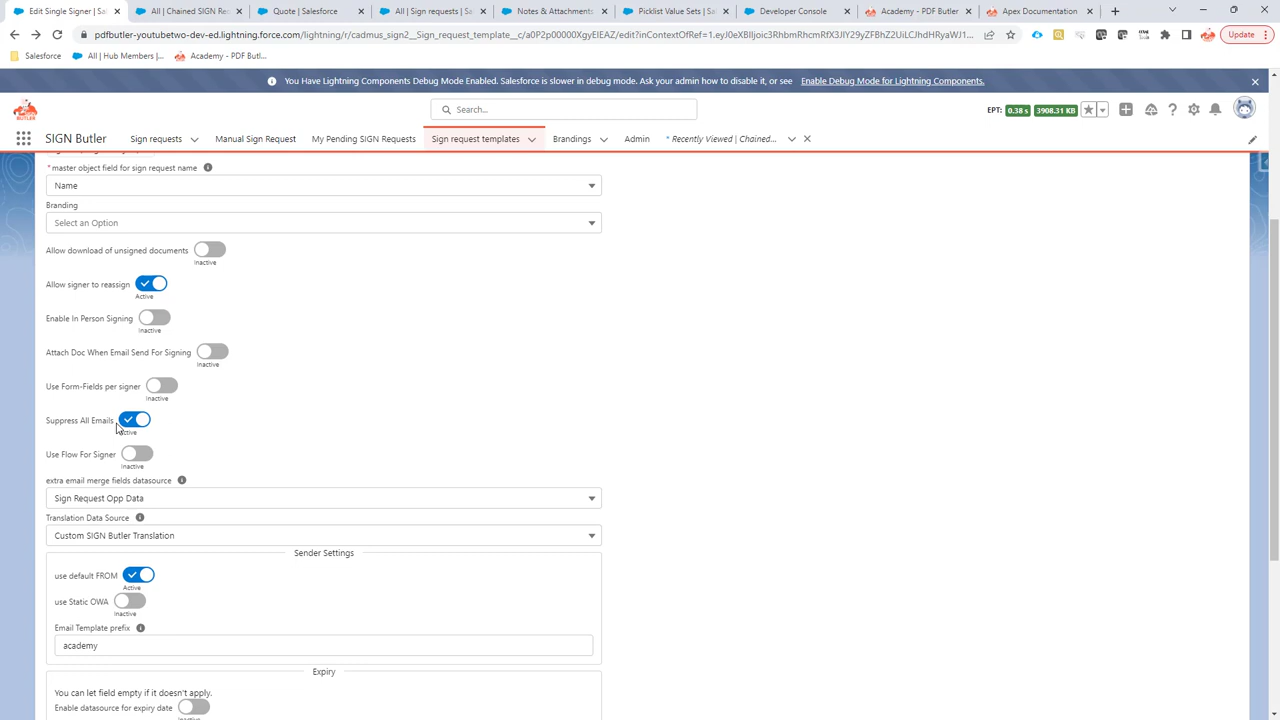 Edit Single Signer | Sa
All | Chained SIGN Re
Quote | Salesforce
All | Sign requests | Sa
Notes & Attachments
Picklist Value Sets | Sal
Developer Console
Academy - PDF Butler
Apex Documentation
pdfbutler-youtubetwo-dev-ed.lightning.force.com
Update
Salesforce
All | Hub Members |...
Academy - PDF Butl...
You Have Lightning Components Debug Mode Enabled. Salesforce is slower in debug mode. Ask your admin how to disable it, or see Enable Debug Mode for Lightning Components.
Search...
EPT: 0.38 s 3908.31 KB
SIGN Butler
Sign requests
Manual Sign Request
My Pending SIGN Requests
Sign request templates
Brandings
Admin
* Recently Viewed | Chained...
*master object field for sign request name
Name
Branding
Select an Option
Allow download of unsigned documents
Inactive
Allow signer to reassign
Active
Enable In Person Signing
Inactive
Attach Doc When Email Send For Signing
Inactive
Use Form-Fields per signer
Inactive
Suppress All Emails
Active
Use Flow For Signer
Inactive
extra email merge fields datasource
Sign Request Opp Data
Translation Data Source
Custom SIGN Butler Translation
Sender Settings
use default FROM
Active
use Static OWA
Inactive
Email Template prefix
academy
Expiry
You can let field empty if it doesn't apply.
Enable datasource for expiry date
Inactive